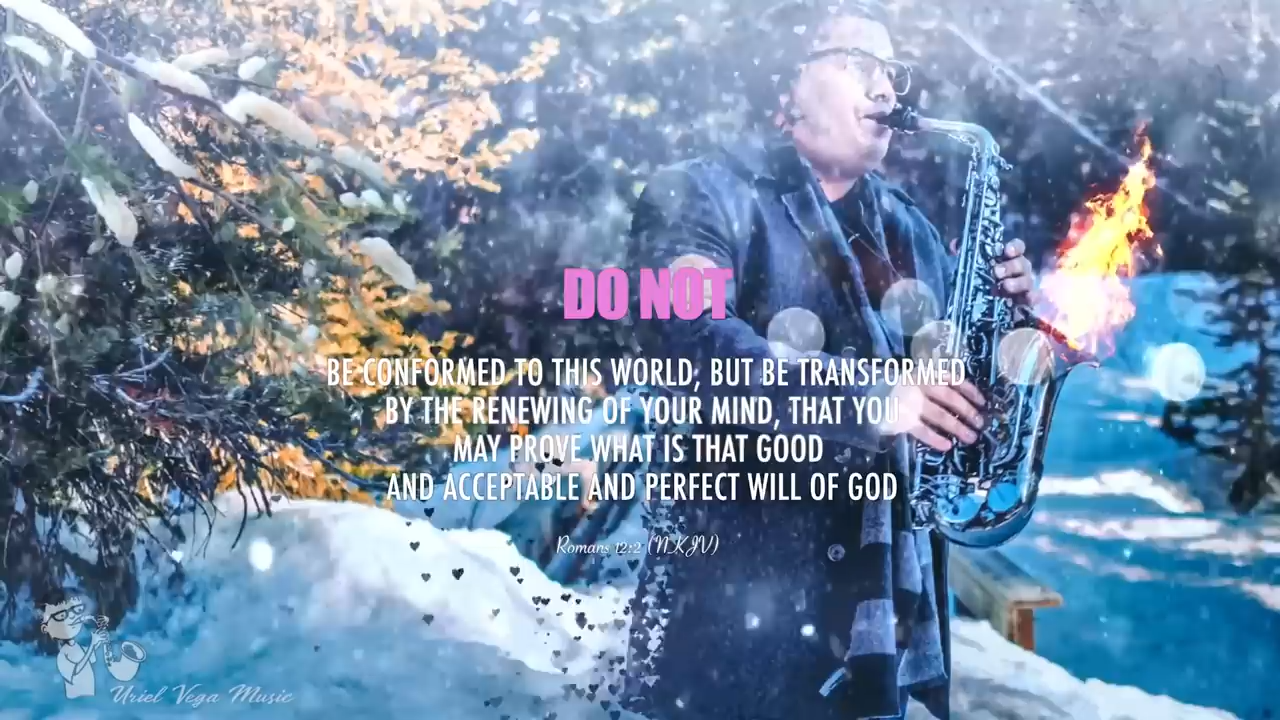 DO NOT
BE CONFORMED TO THIS WORLD; BUT BE TRANSFORMED
BY THE RENEWING OF YOUR MIND, THAT YOU
MAY PROVE WHAT IS THAT GOOD
AND ACCEPTABLE AND PERFECT WILL OF GOD
Romans 12:2 (NKJV)
Uriel Vega Music